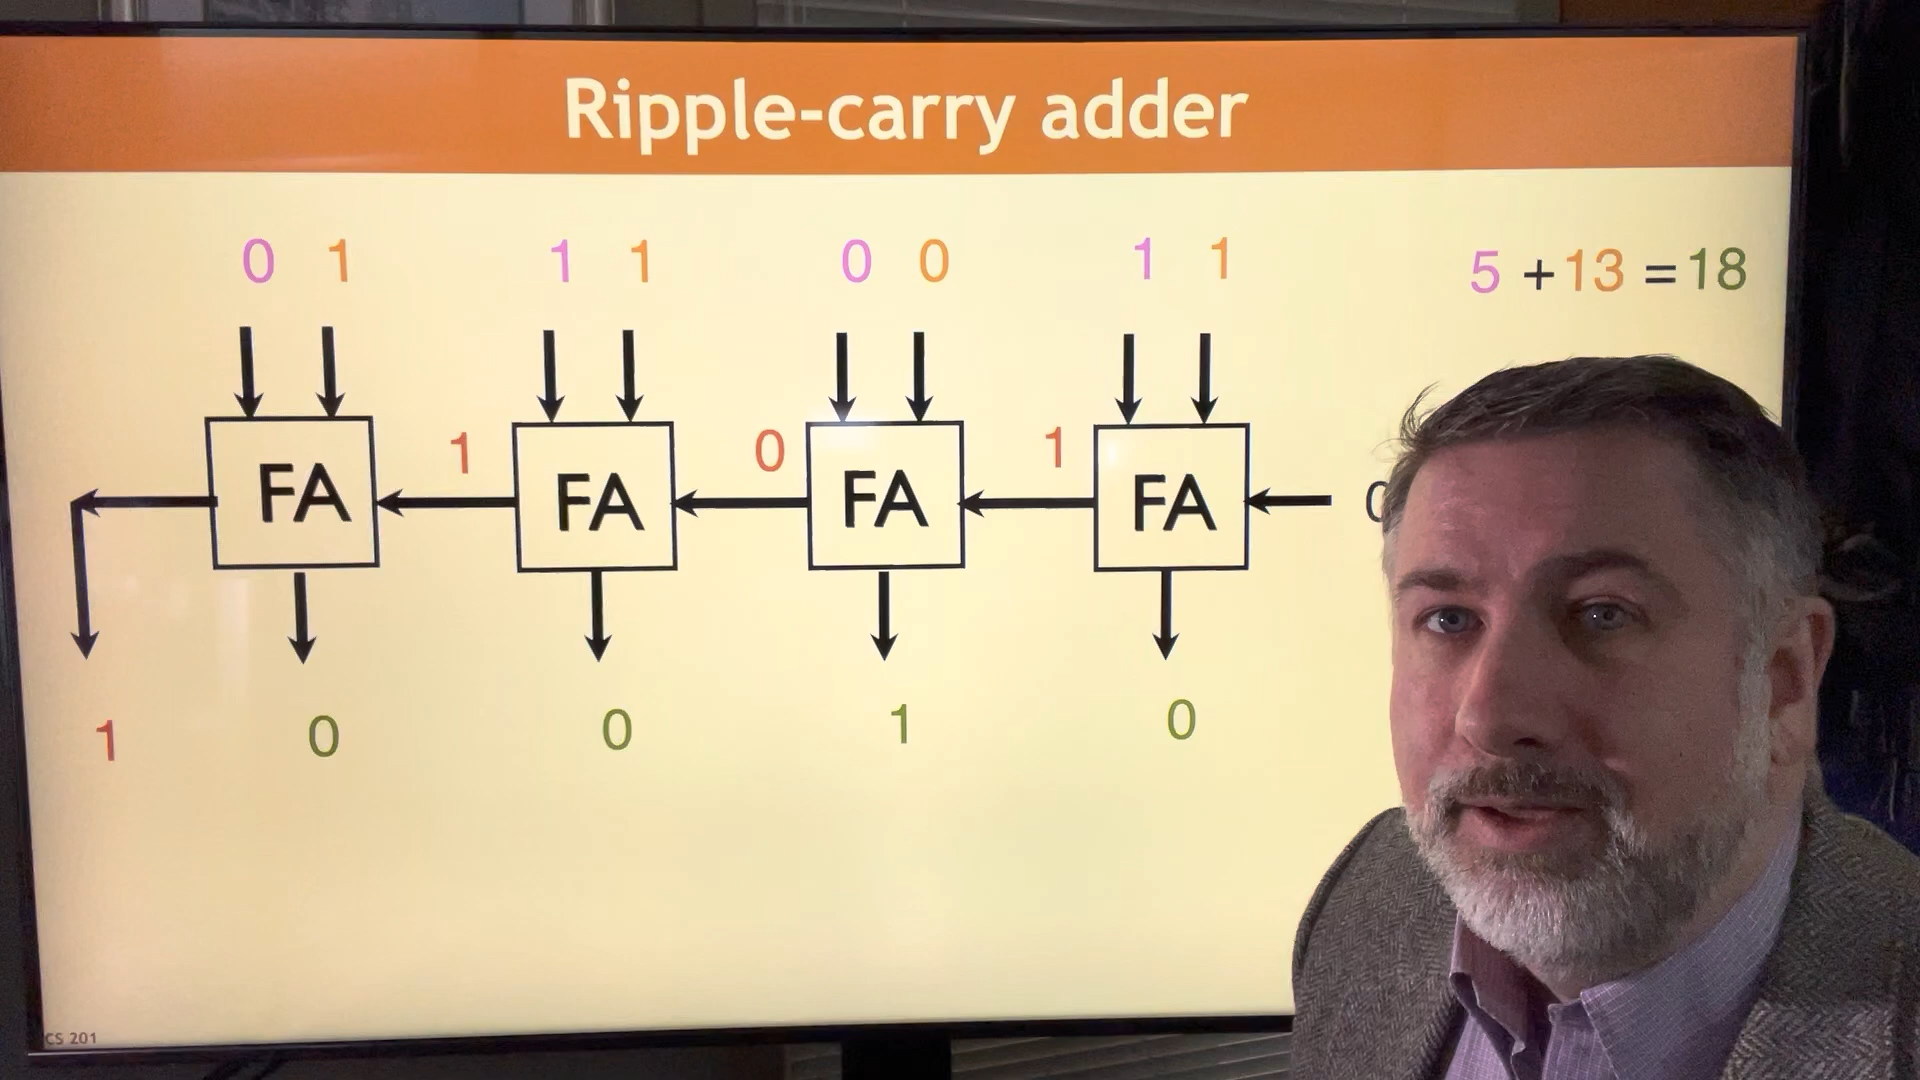 Ripple-carry adder
0 1 1 1 0 0 1 1
5 + 13 = 18
1 0 1
FA FA FA FA
1 0 0 1 0
CS 201